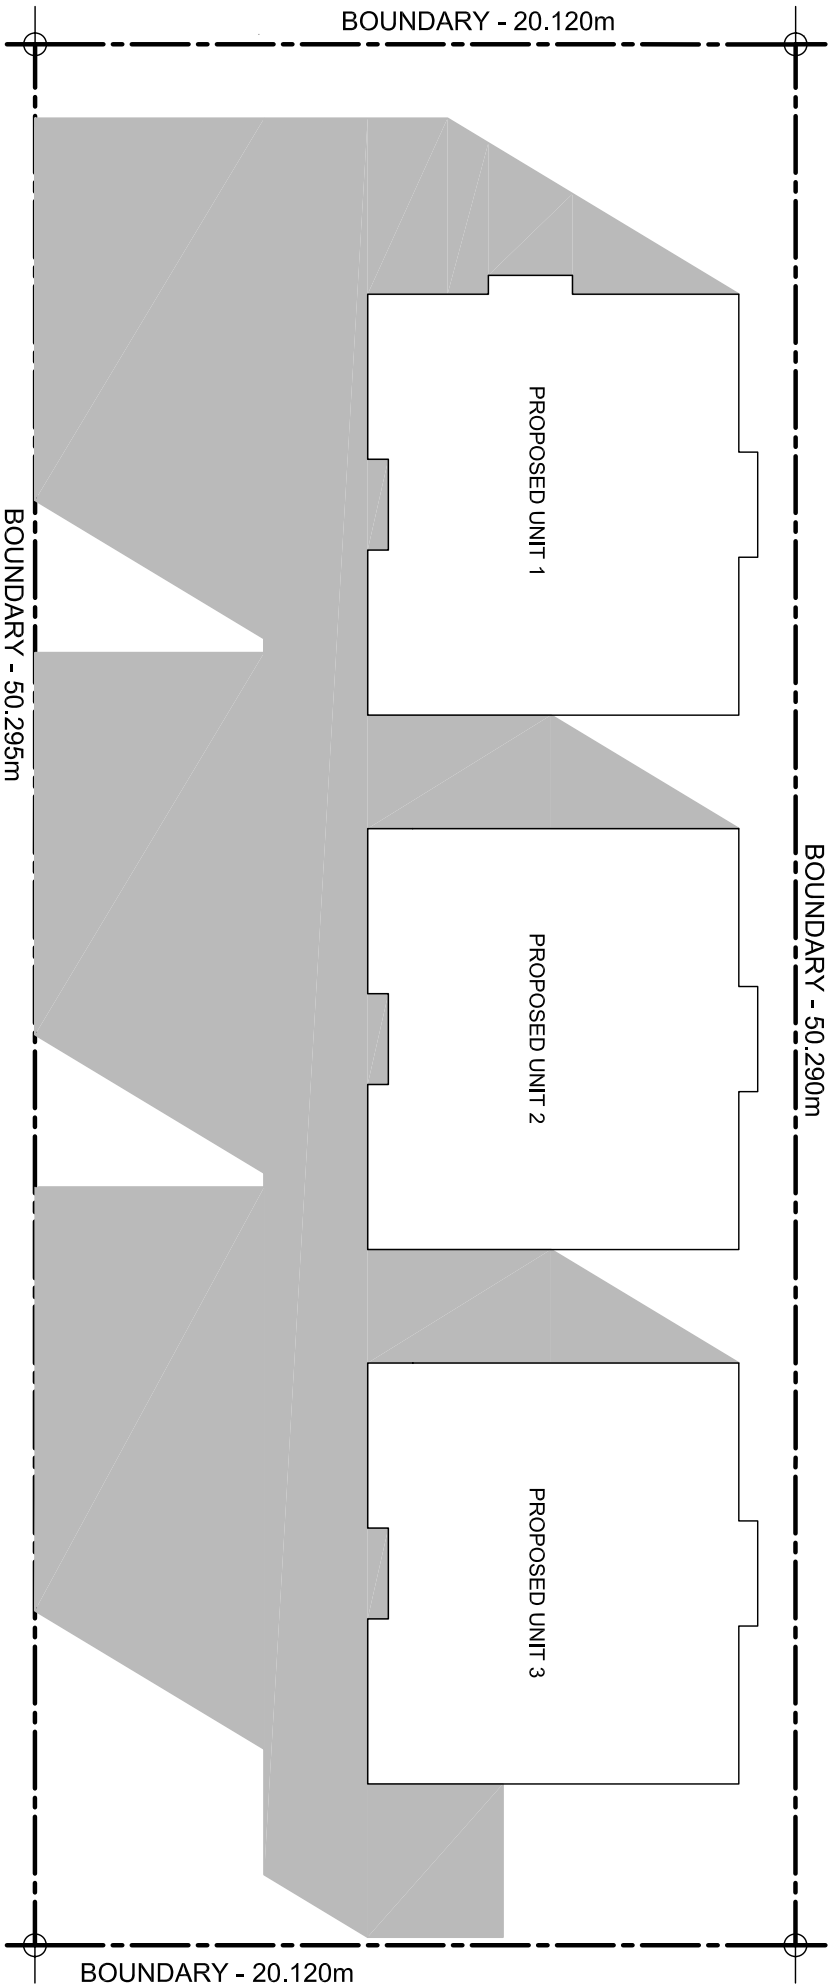 BOUNDARY - 20.120m
PROPOSED UNIT 1
BOUNDARY - 50.295m
BOUNDARY - 50.290m
PROPOSED UNIT 2
PROPOSED UNIT 3
BOUNDARY - 20.120m